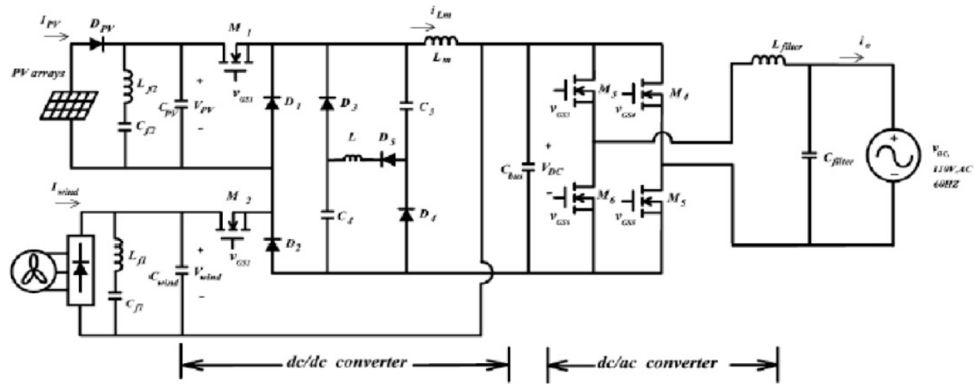 I_PV
D_PV
M_1
i_Lm
L_m
L_filter
i_o
PV arrays
L_f2
C_PV
+
V_PV
-
v_GS1
D_1
D_3
C_3
M_3
v_GS3
M_4
v_GS4
C_f2
L
D_5
+
C_bus
V_DC
-
C_filter
+
-
v_ac,
110V,AC
60HZ
I_wind
M_2
C_4
D_4
M_6
v_GS6
M_5
v_GS5
D_2
v_GS2
L_f1
+
C_wind
V_wind
-
C_f1
dc/dc converter
dc/ac converter